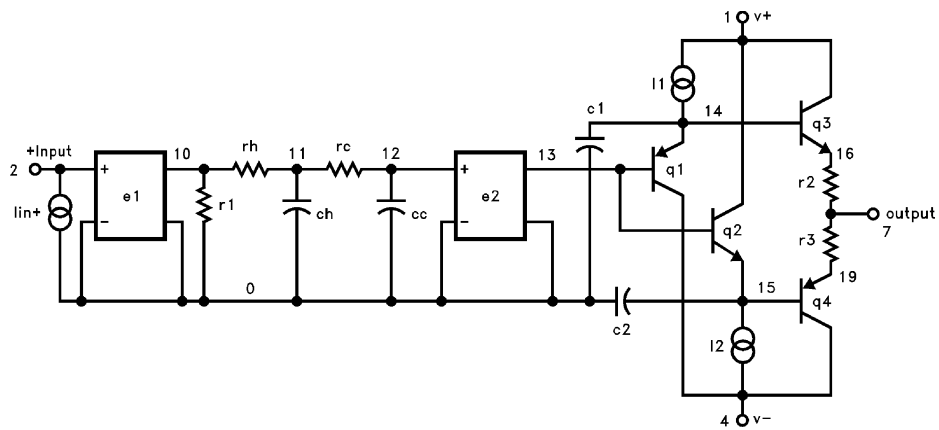 1 v+
I1
c1
14
q3
+Input
2
10
rh
11
rc
12
13
q1
16
e1
e2
r2
Iin+
r1
ch
cc
q2
output
7
r3
0
15
19
q4
c2
I2
4 v-
+
−
+
−